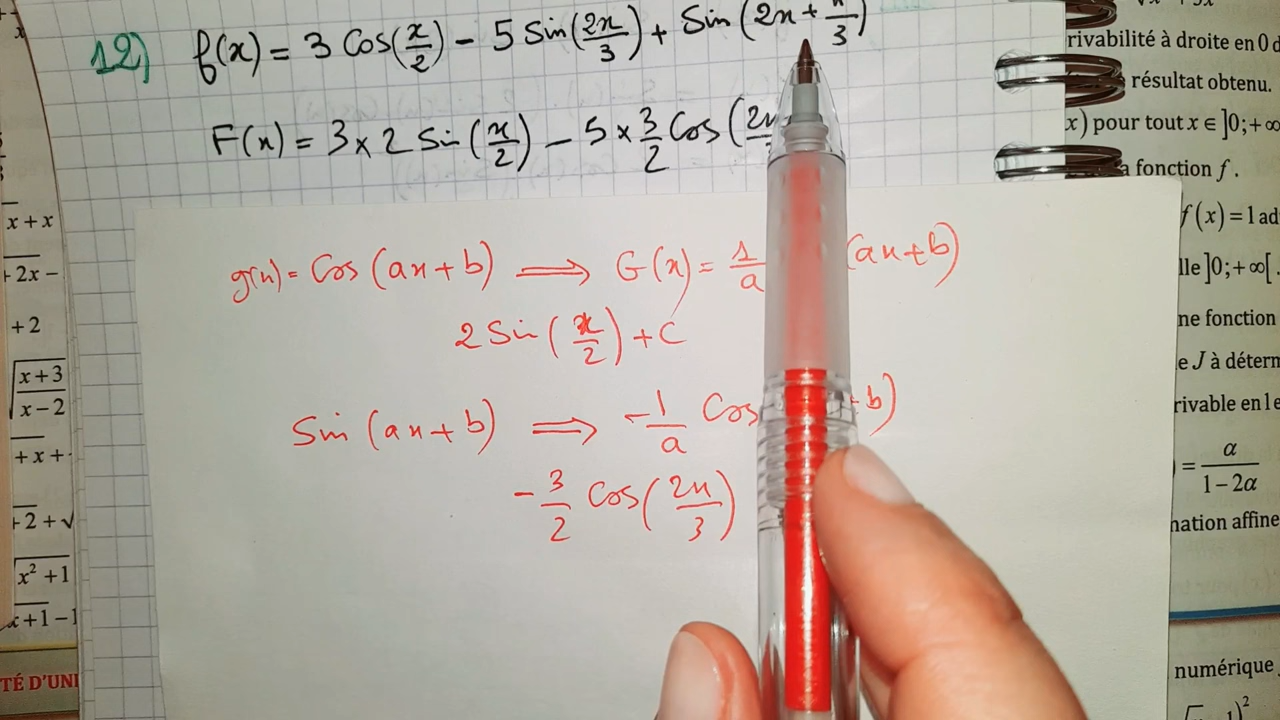 12) f(x) = 3 Cos(x/2) - 5 Sin(2x/3) + Sin(2x + π/3)
F(x) = 3 × 2 Sin(x/2) - 5 × 3/2 Cos(2x
g(x) = Cos(ax+b) ⟹ G(x) = 1/a (ax+b)
2 Sin(x/2) + C
Sin(ax+b) ⟹ -1/a Cos +b)
-3/2 Cos(2x/3)
x + x
+ 2x -
+ 2
√((x+3)/(x-2))
+ x +
+ 2 + √
√(x² + 1)
x + 1 - 1
TÉ D'UNI
rivabilité à droite en 0 d
résultat obtenu.
x) pour tout x ∈ ]0;+∞
fonction f.
f(x) = 1 ad
lle ]0;+∞[.
ne fonction
e J à déterm
rivable en 1 e
) = α/(1-2α)
nation affine
numérique